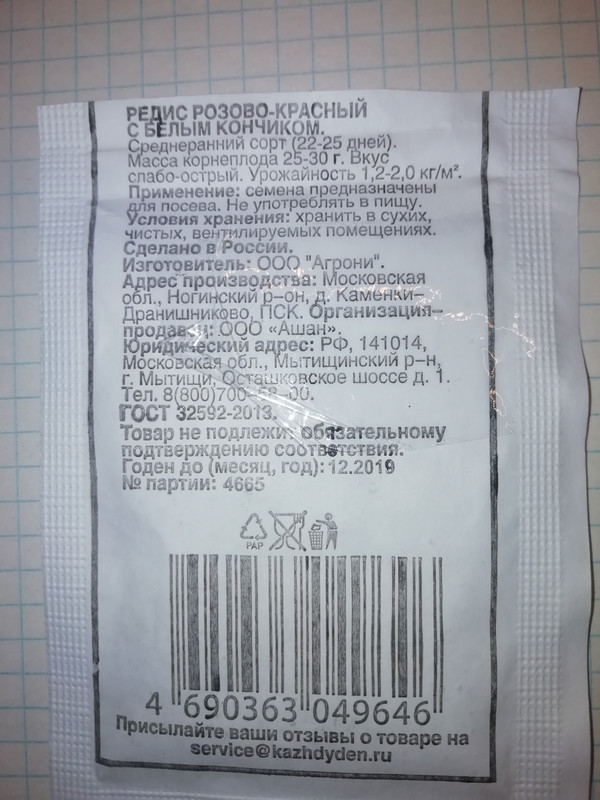 РЕДИС РОЗОВО-КРАСНЫЙ
С БЕЛЫМ КОНЧИКОМ.
Среднеранний сорт (22-25 дней).
Масса корнеплода 25-30 г. Вкус
слабо-острый. Урожайность 1,2-2,0 кг/м².
Применение: семена предназначены
для посева. Не употреблять в пищу.
Условия хранения: хранить в сухих,
чистых, вентилируемых помещениях.
Сделано в России.
Изготовитель: ООО "Агрони".
Адрес производства: Московская
обл., Ногинский р-он, д. Каменки-
Дранишниково, ПСК. Организация-
продавец: ООО «Ашан».
Юридический адрес: РФ, 141014,
Московская обл., Мытищинский р-н,
г. Мытищи, Осташковское шоссе д. 1.
Тел. 8(800)700-58-00.
ГОСТ 32592-2013.
Товар не подлежит обязательному
подтверждению соответствия.
Годен до (месяц, год): 12.2019
№ партии: 4665
PAP
4 690363 049646
Присылайте ваши отзывы о товаре на
service@kazhdyden.ru